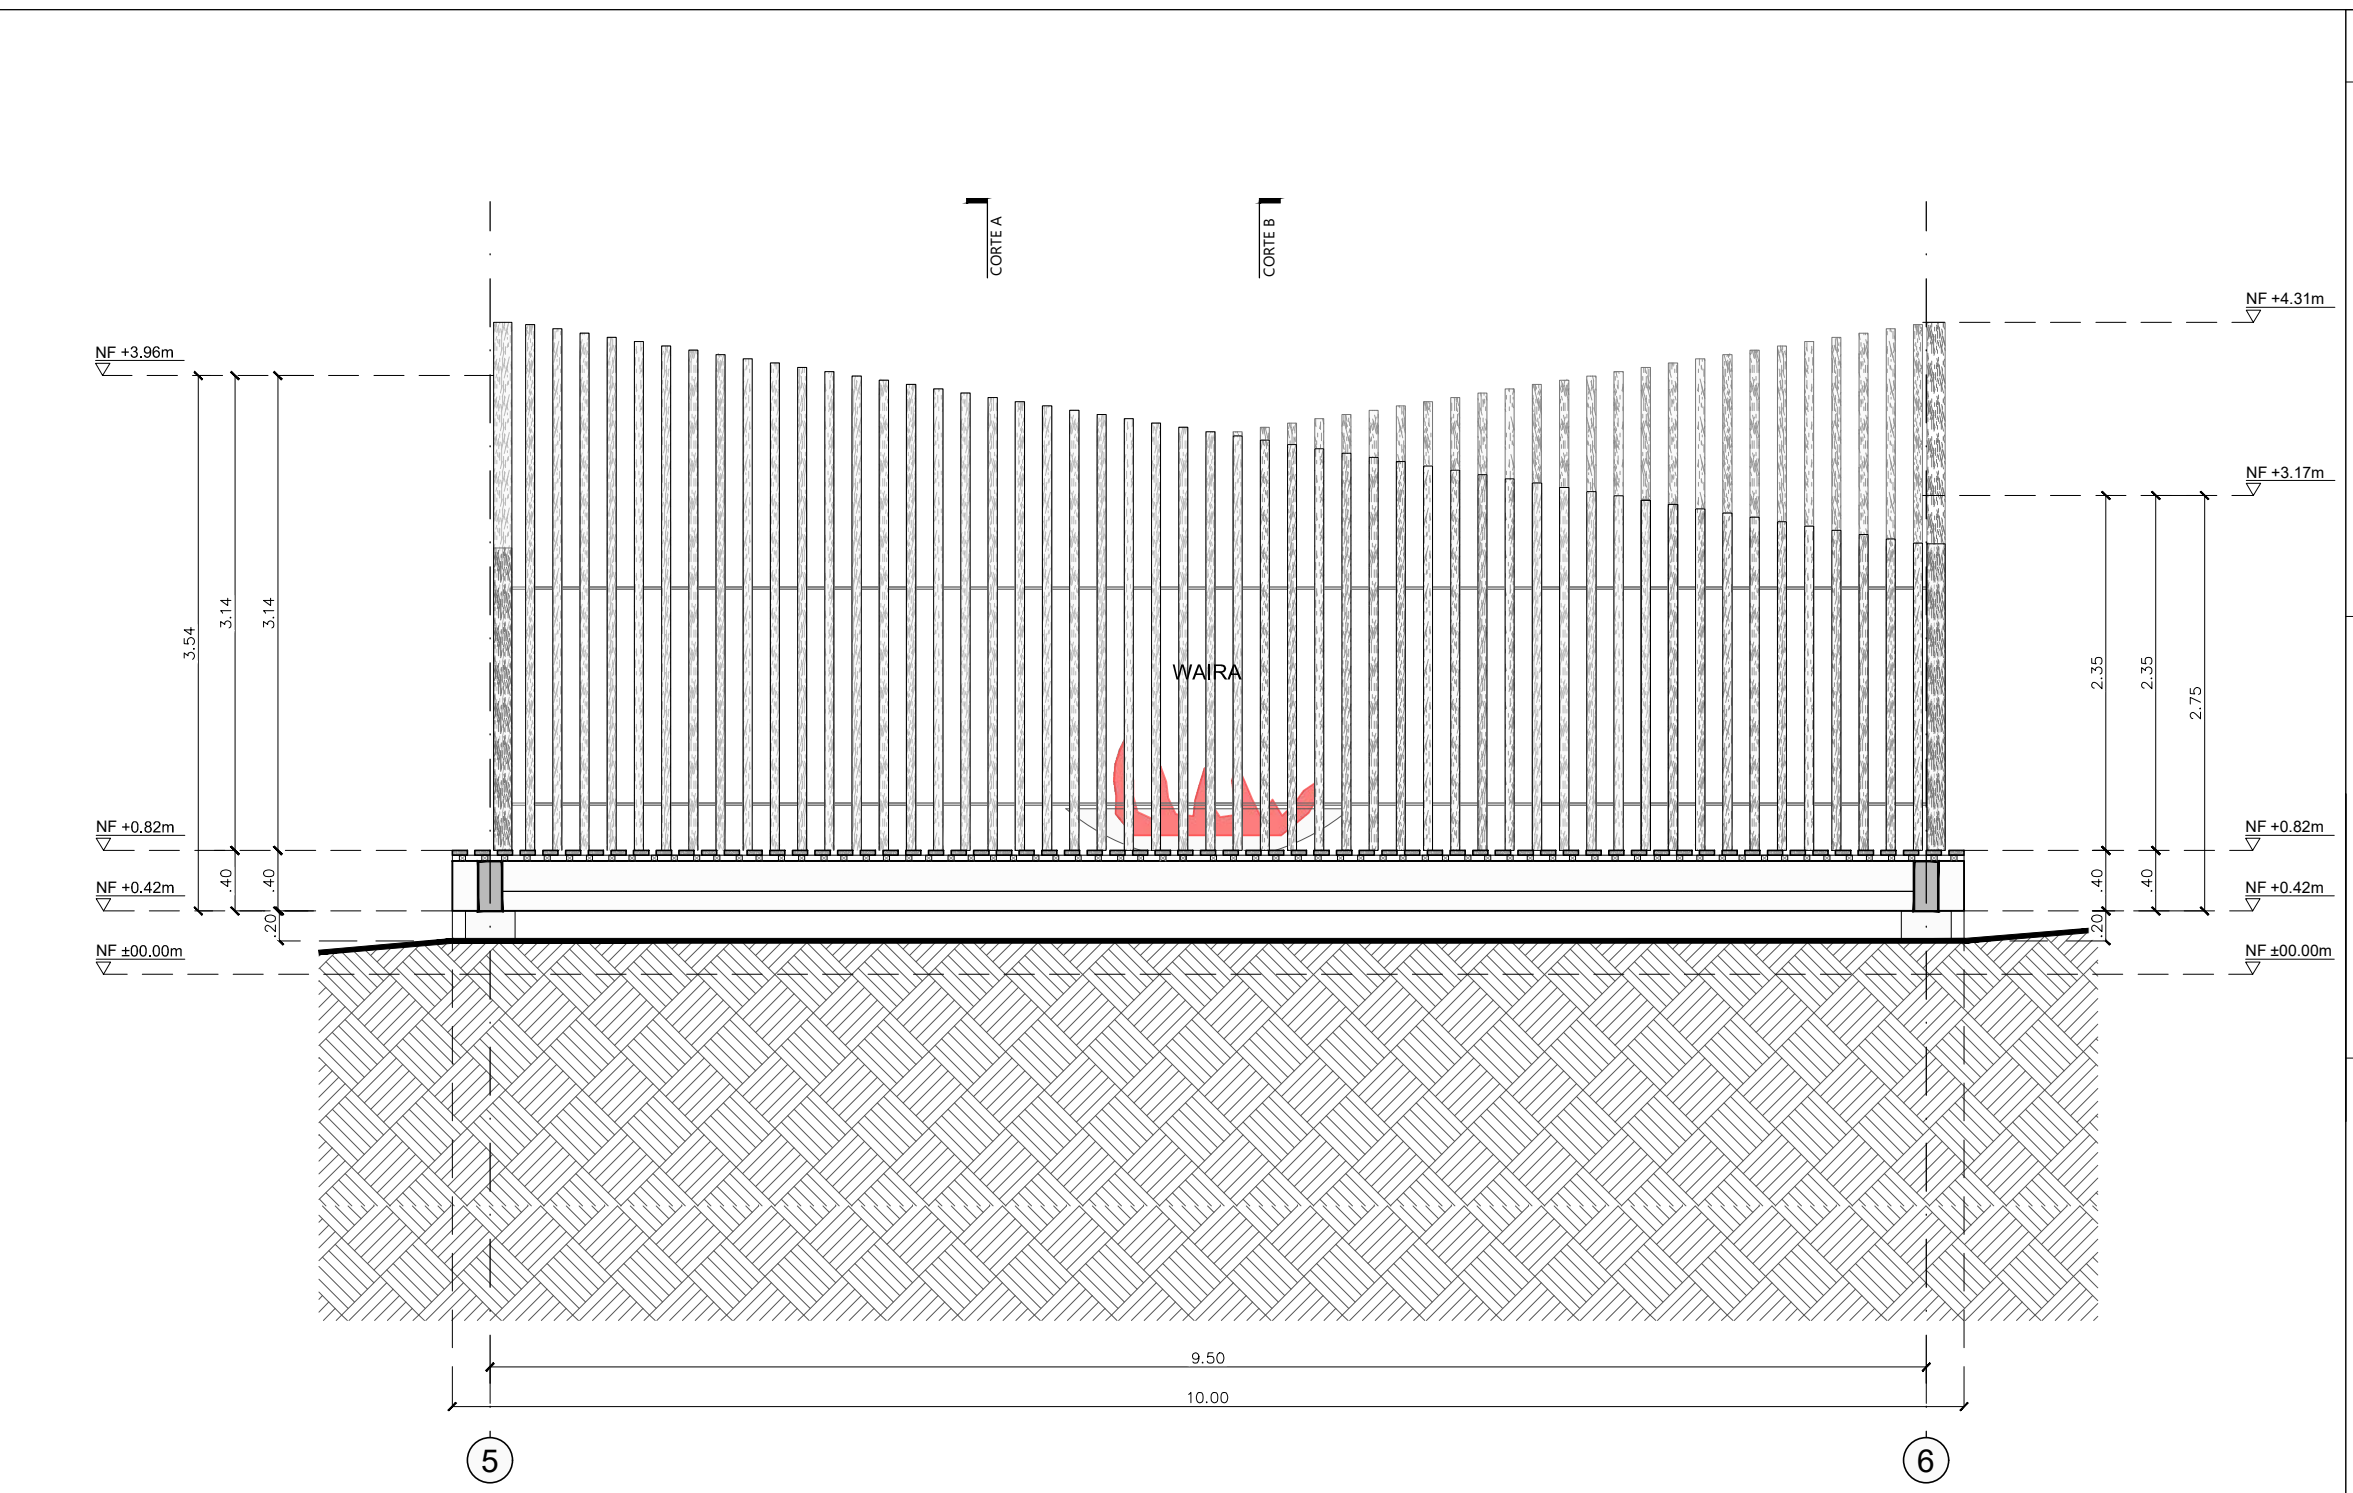 CORTE A
CORTE B
NF +4.31m
NF +3.96m
NF +3.17m
3.54
3.14
3.14
WAIRA
2.35
2.35
2.75
NF +0.82m
NF +0.82m
.40
.40
.40
.40
NF +0.42m
NF +0.42m
.20
.20
NF ±00.00m
NF ±00.00m
9.50
10.00
5
6